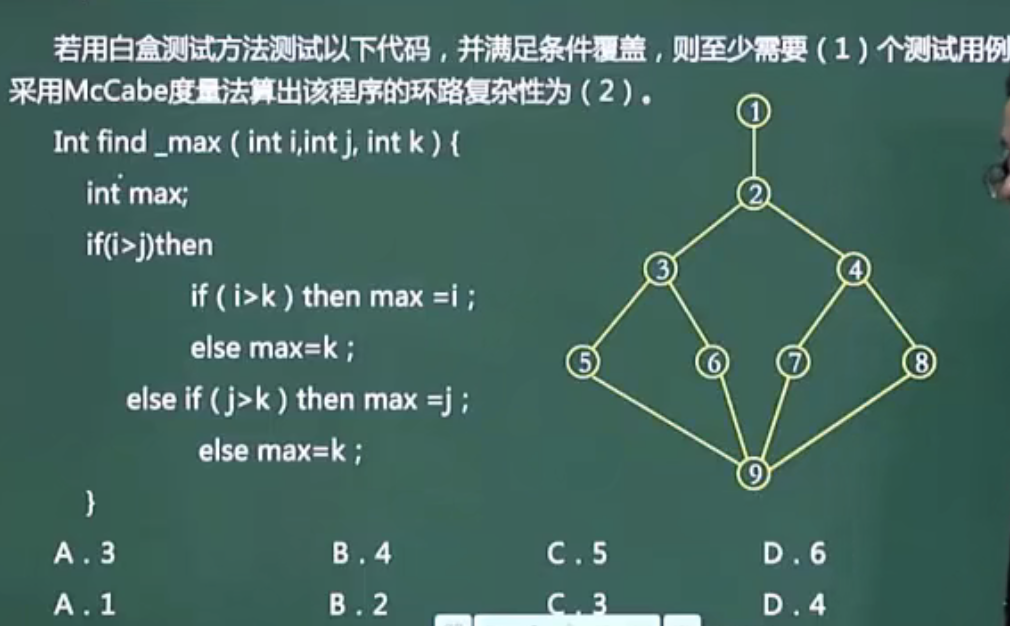 若用白盒测试方法测试以下代码，并满足条件覆盖，则至少需要（1）个测试用例
采用McCabe度量法算出该程序的环路复杂性为（2）。
Int find _max ( int i,int j, int k ) {
int max;
if(i>j)then
if ( i>k ) then max =i ;
else max=k ;
else if ( j>k ) then max =j ;
else max=k ;
}
①
②
③ ④
⑤ ⑥ ⑦ ⑧
⑨
A . 3 B . 4 C . 5 D . 6
A . 1 B . 2 C . 3 D . 4